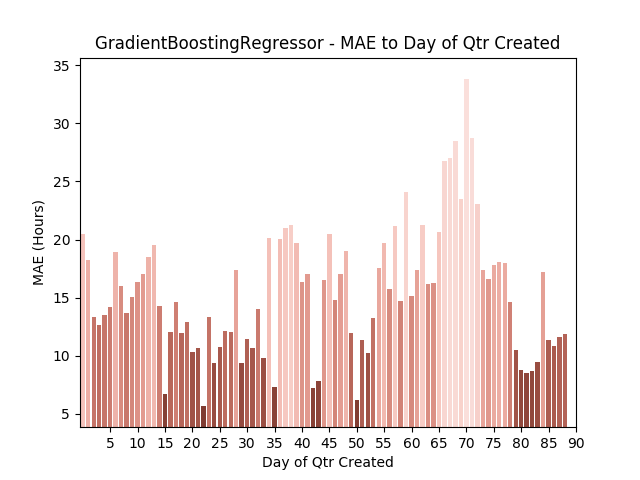 GradientBoostingRegressor - MAE to Day of Qtr Created
35
30
25
20
15
10
5
MAE (Hours)
5 10 15 20 25 30 35 40 45 50 55 60 65 70 75 80 85 90
Day of Qtr Created